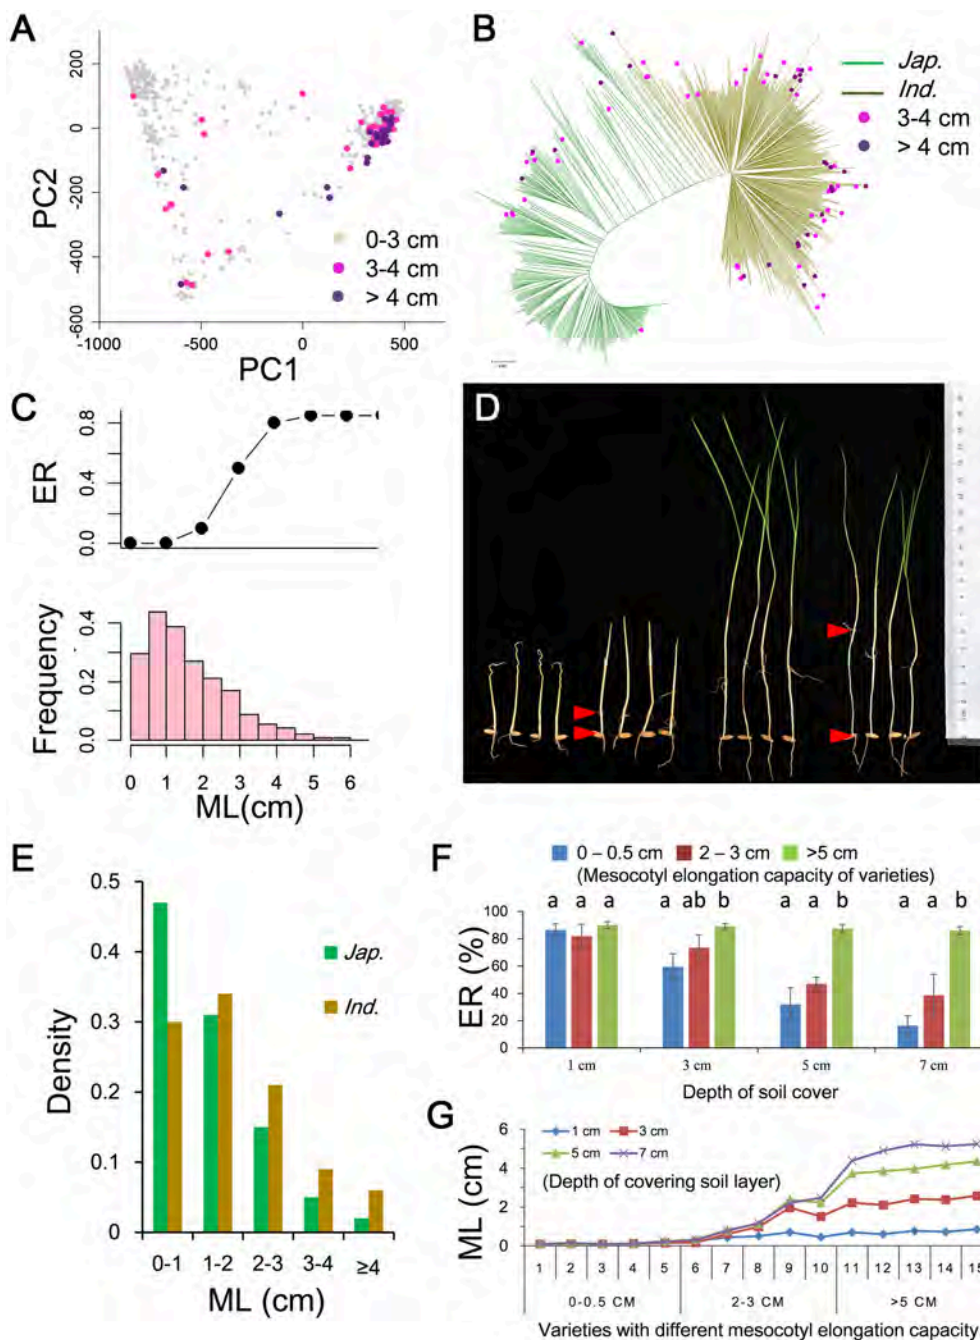 A
200
0
-200
-400
-600
PC2
-1000
-500
0
500
PC1
0-3 cm
3-4 cm
> 4 cm
B
Jap.
Ind.
3-4 cm
> 4 cm
C
0.8
0.4
0.0
ER
0.4
0.2
0.0
Frequency
0 1 2 3 4 5 6
ML(cm)
D
E
0.5
0.4
0.3
0.2
0.1
0
Density
Jap.
Ind.
0-1 1-2 2-3 3-4 ≥4
ML (cm)
F
0 – 0.5 cm 2 – 3 cm >5 cm
(Mesocotyl elongation capacity of varieties)
a a a a ab b a a b a a b
100
80
60
40
20
0
ER (%)
1 cm 3 cm 5 cm 7 cm
Depth of soil cover
G
6
4
2
0
ML (cm)
1 cm 3 cm
5 cm 7 cm
(Depth of covering soil layer)
1 2 3 4 5 6 7 8 9 10 11 12 13 14 15
0-0.5 CM 2-3 CM >5 CM
Varieties with different mesocotyl elongation capacity